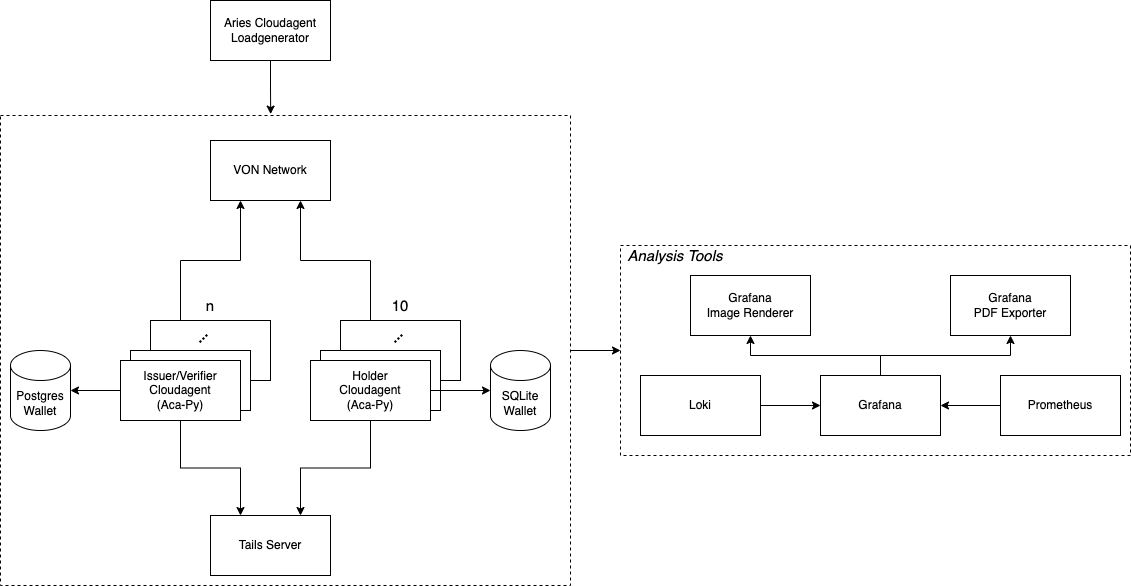 Aries Cloudagent
Loadgenerator
VON Network
n
10
Issuer/Verifier
Cloudagent
(Aca-Py)
Holder
Cloudagent
(Aca-Py)
Postgres
Wallet
SQLite
Wallet
Tails Server
Analysis Tools
Grafana
Image Renderer
Grafana
PDF Exporter
Loki
Grafana
Prometheus